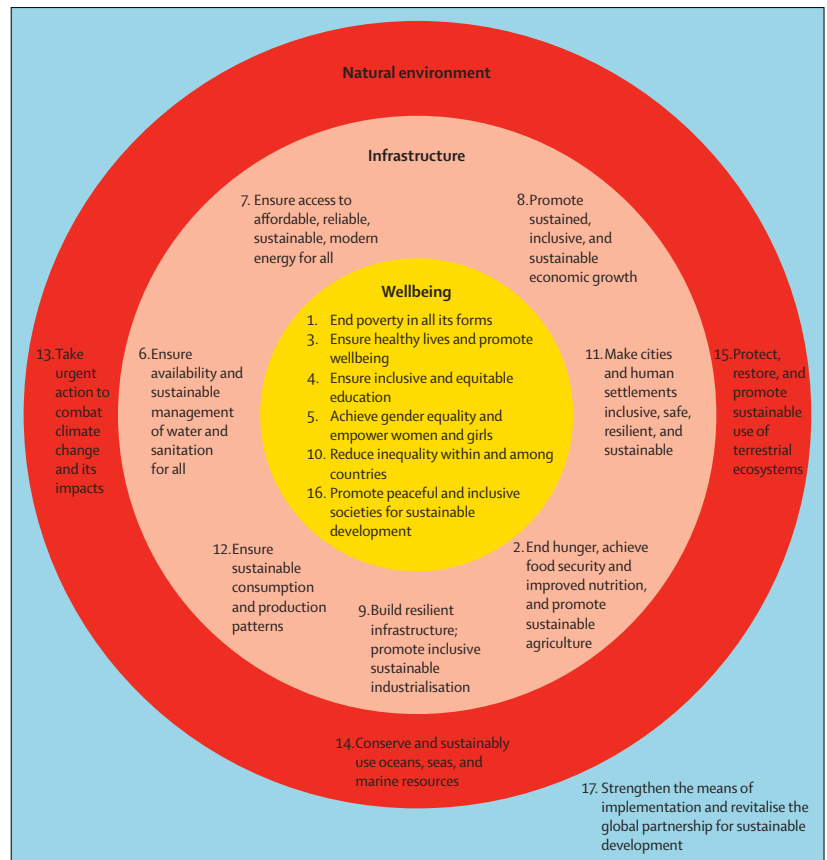 Natural environment
Infrastructure
7. Ensure access to
affordable, reliable,
sustainable, modern
energy for all
8. Promote
sustained,
inclusive, and
sustainable
economic growth
Wellbeing
1. End poverty in all its forms
3. Ensure healthy lives and promote
wellbeing
4. Ensure inclusive and equitable
education
5. Achieve gender equality and
empower women and girls
10. Reduce inequality within and among
countries
16. Promote peaceful and inclusive
societies for sustainable
development
13. Take
urgent
action to
combat
climate
change
and its
impacts
6. Ensure
availability and
sustainable
management
of water and
sanitation
for all
11. Make cities
and human
settlements
inclusive, safe,
resilient, and
sustainable
15. Protect,
restore, and
promote
sustainable
use of
terrestrial
ecosystems
12. Ensure
sustainable
consumption
and production
patterns
9. Build resilient
infrastructure;
promote inclusive
sustainable
industrialisation
2. End hunger, achieve
food security and
improved nutrition,
and promote
sustainable
agriculture
14. Conserve and sustainably
use oceans, seas, and
marine resources
17. Strengthen the means of
implementation and revitalise the
global partnership for sustainable
development